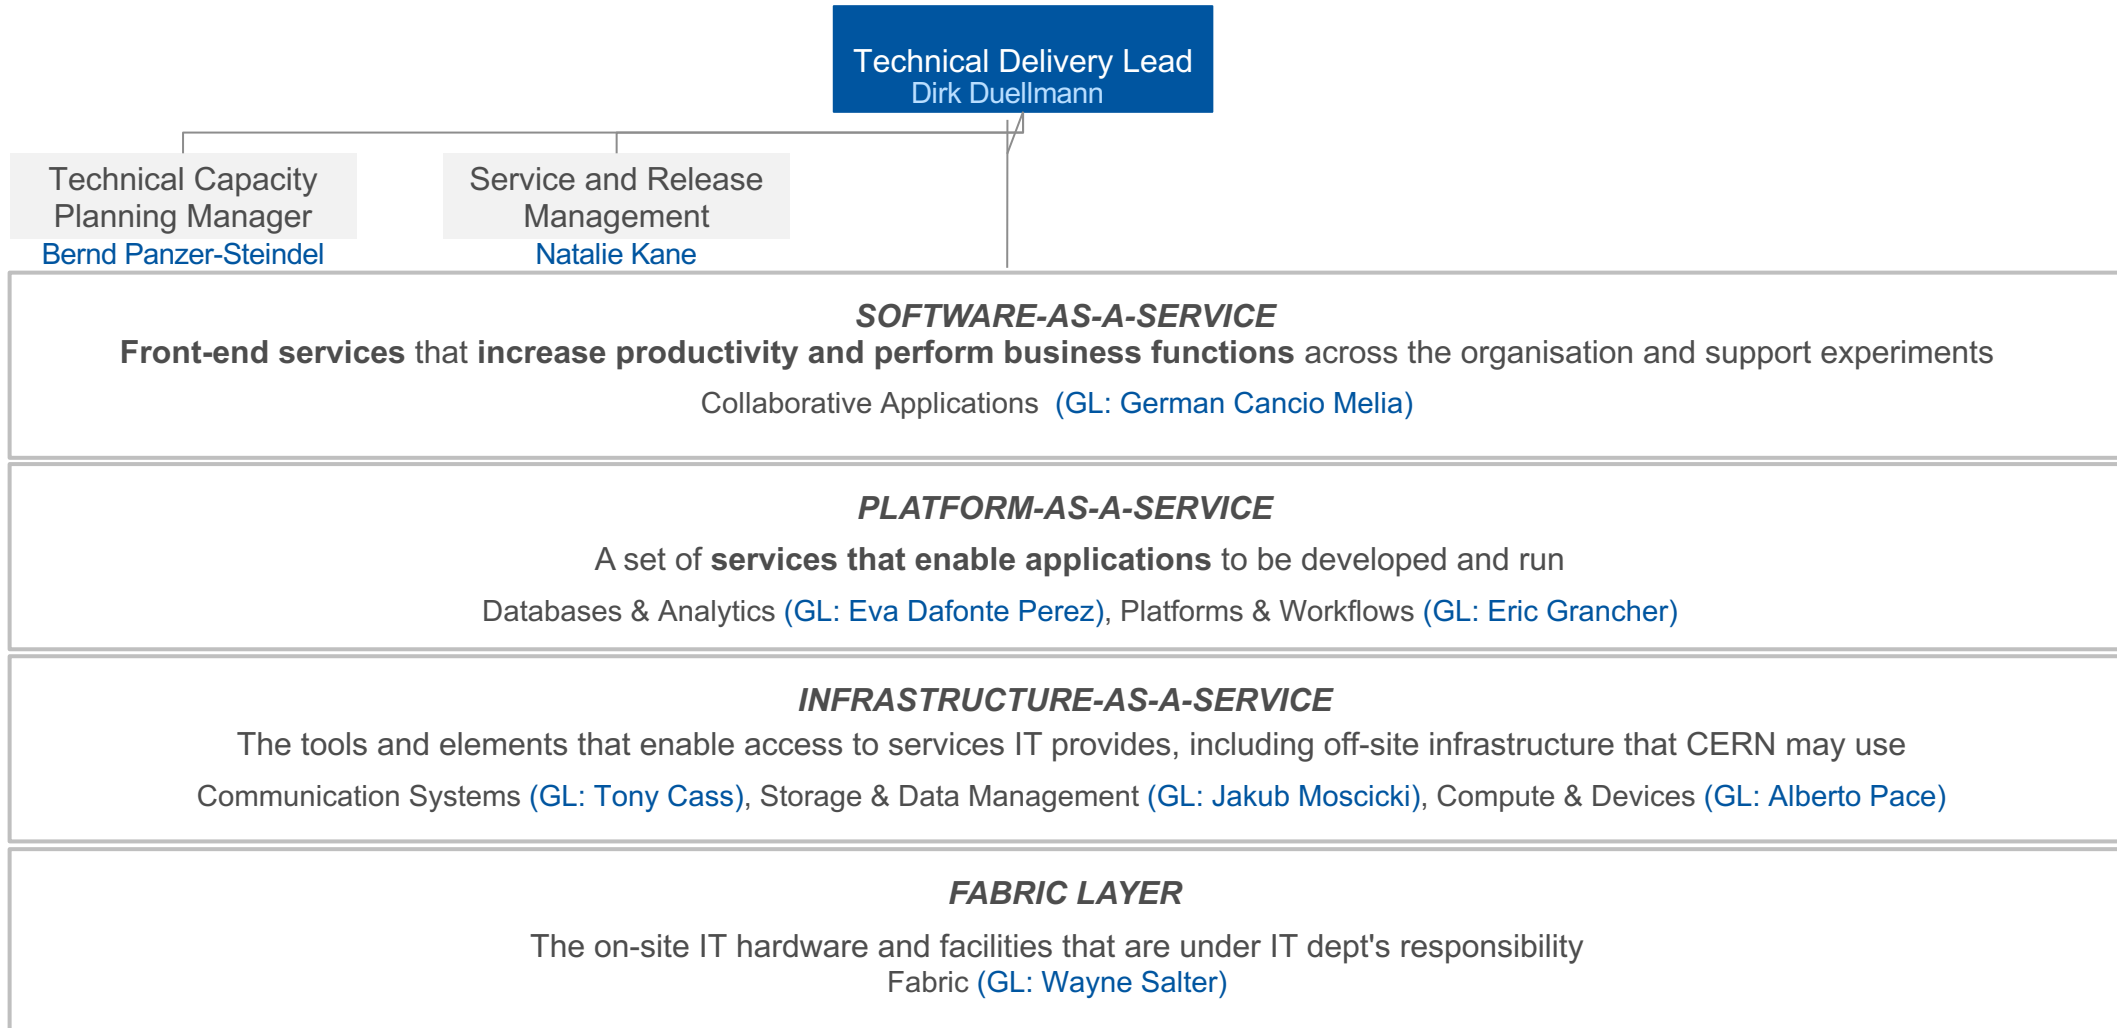 Technical Delivery Lead
Dirk Duellmann
Technical Capacity
Planning Manager
Bernd Panzer-Steindel
Service and Release
Management
Natalie Kane
SOFTWARE-AS-A-SERVICE
Front-end services that increase productivity and perform business functions across the organisation and support experiments
Collaborative Applications (GL: German Cancio Melia)
PLATFORM-AS-A-SERVICE
A set of services that enable applications to be developed and run
Databases & Analytics (GL: Eva Dafonte Perez), Platforms & Workflows (GL: Eric Grancher)
INFRASTRUCTURE-AS-A-SERVICE
The tools and elements that enable access to services IT provides, including off-site infrastructure that CERN may use
Communication Systems (GL: Tony Cass), Storage & Data Management (GL: Jakub Moscicki), Compute & Devices (GL: Alberto Pace)
FABRIC LAYER
The on-site IT hardware and facilities that are under IT dept's responsibility
Fabric (GL: Wayne Salter)